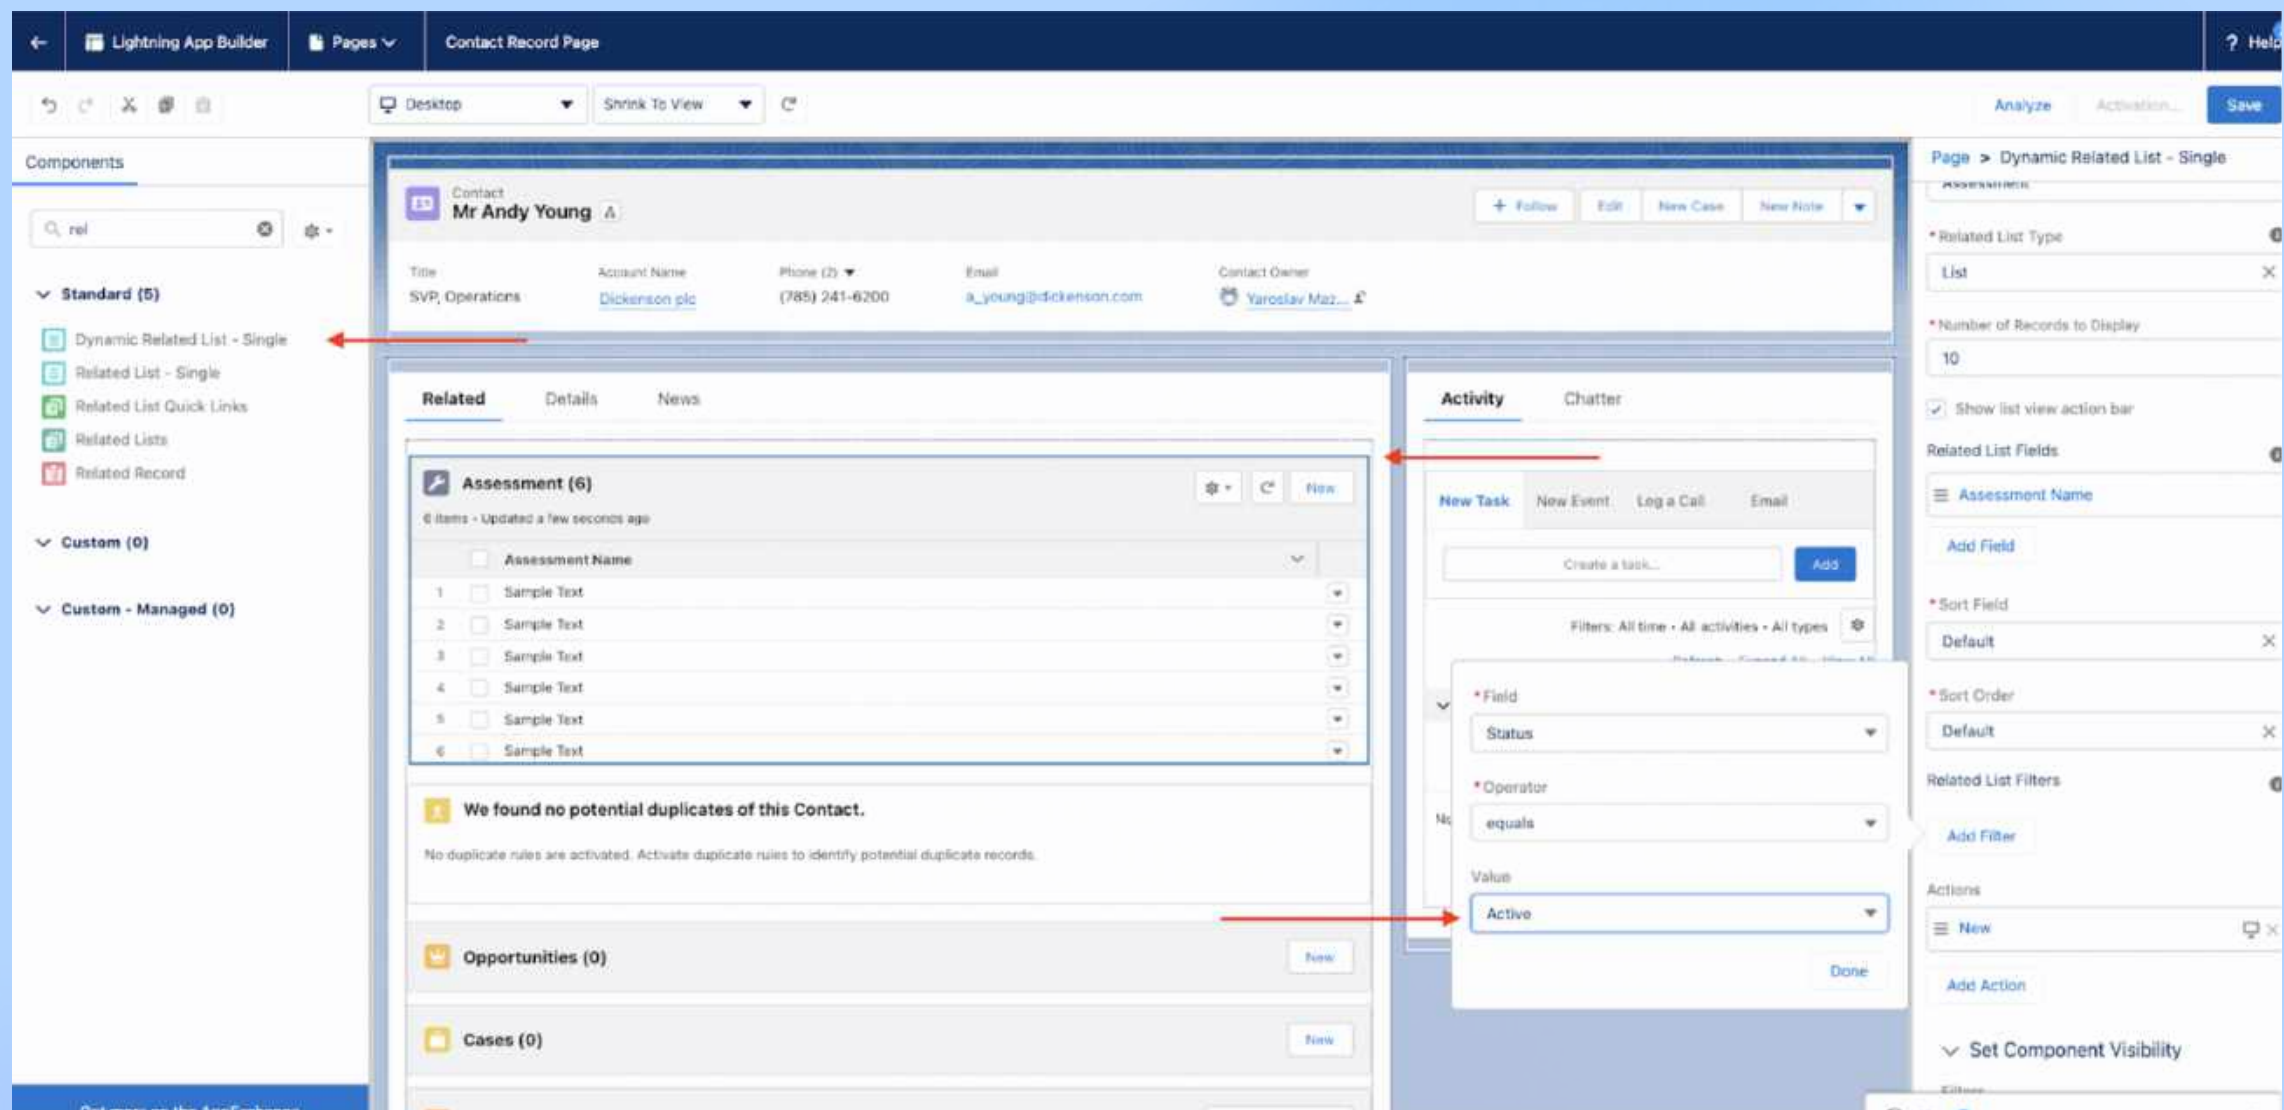 Lightning App Builder
Pages
Contact Record Page
? Help
Desktop
Shrink To View
Analyze
Activation...
Save
Components
rel
Standard (5)
Dynamic Related List - Single
Related List - Single
Related List Quick Links
Related Lists
Related Record
Custom (0)
Custom - Managed (0)
Contact
Mr Andy Young
+ Follow
Edit
New Case
New Note
Title
SVP, Operations
Account Name
Dickenson plc
Phone (2)
(785) 241-6200
Email
a_young@dickenson.com
Contact Owner
Yaroslav Maz...
Related
Details
News
Assessment (6)
New
6 items • Updated a few seconds ago
Assessment Name
1 Sample Text
2 Sample Text
3 Sample Text
4 Sample Text
5 Sample Text
6 Sample Text
We found no potential duplicates of this Contact.
No duplicate rules are activated. Activate duplicate rules to identify potential duplicate records.
Opportunities (0)
New
Cases (0)
New
Activity
Chatter
New Task
New Event
Log a Call
Email
Create a task...
Add
Filters: All time • All activities • All types
*Field
Status
*Operator
equals
Value
Active
Done
Page > Dynamic Related List - Single
Assessment
*Related List Type
List
*Number of Records to Display
10
Show list view action bar
Related List Fields
Assessment Name
Add Field
*Sort Field
Default
*Sort Order
Default
Related List Filters
Add Filter
Actions
New
Add Action
Set Component Visibility
Filters